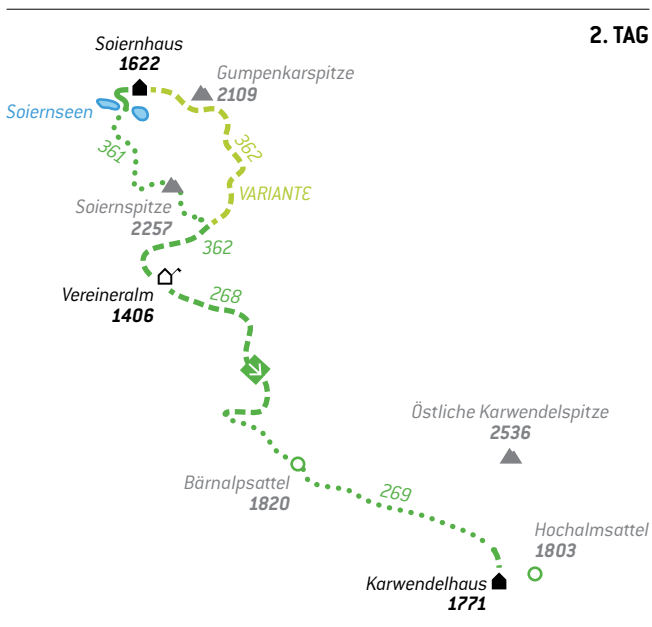 2. TAG
Soiernhaus
1622
Gumpenkarspitze
2109
Soiernseen
361
362
VARIANTE
Soiernspitze
2257
362
Vereineralm
1406
268
Östliche Karwendelspitze
2536
Bärnalpsattel
1820
269
Hochalmsattel
1803
Karwendelhaus
1771